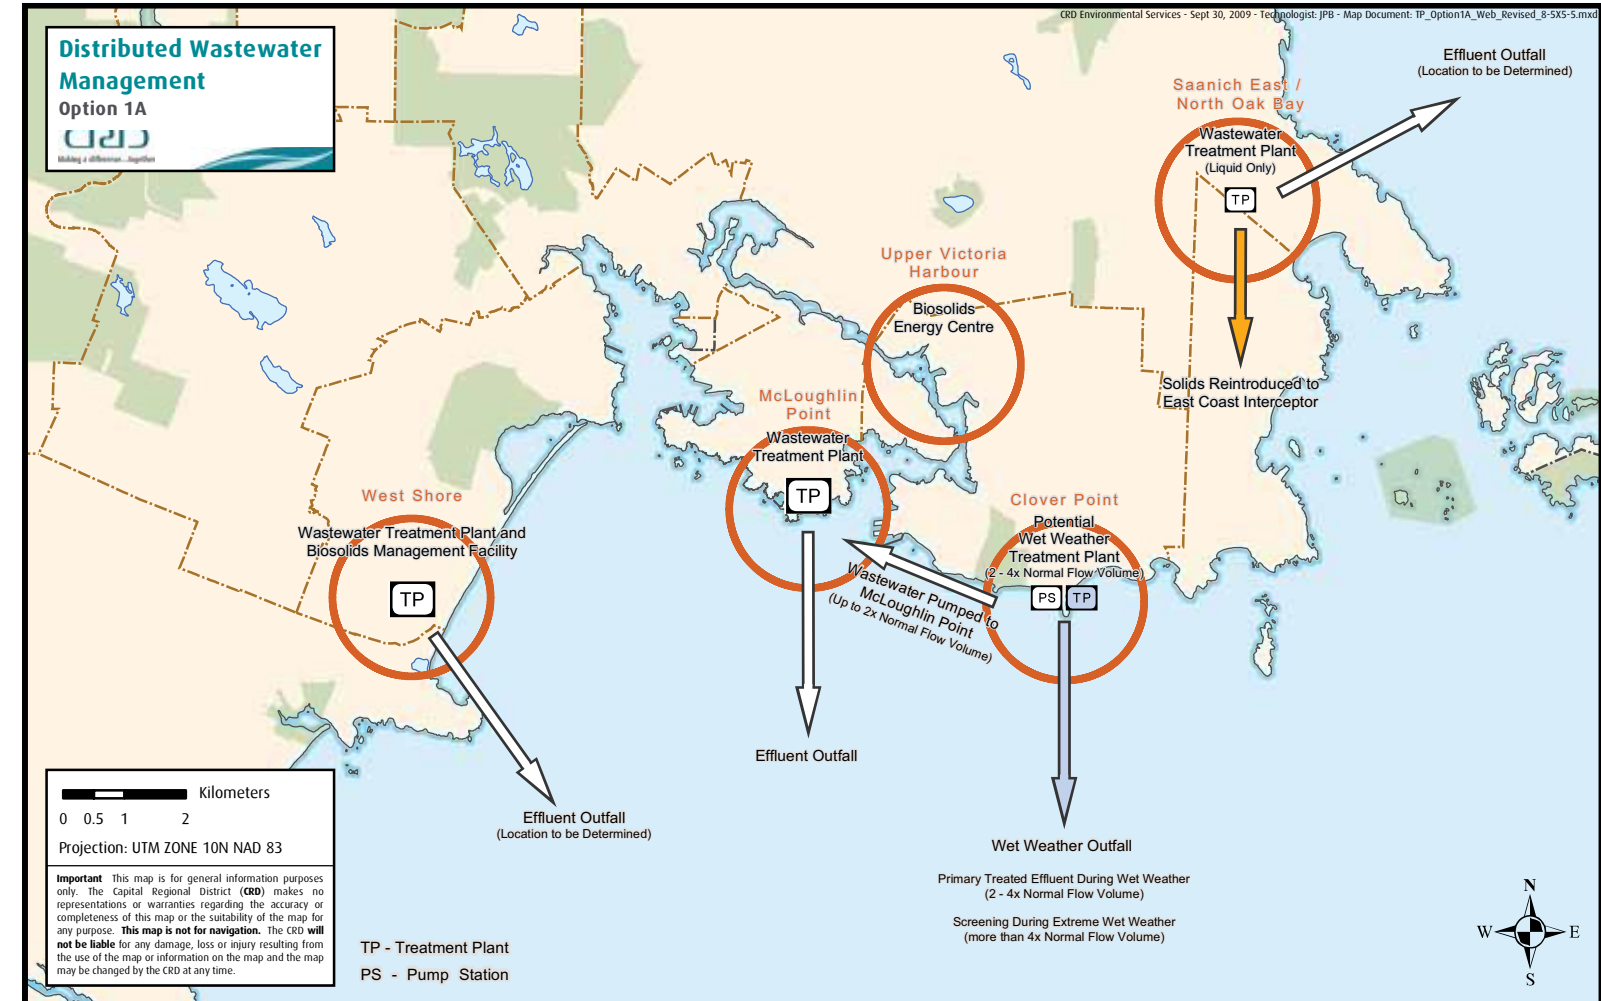 CRD Environmental Services - Sept 30, 2009 - Technologist: JPB - Map Document: TP_Option1A_Web_Revised_8-5X5-5.mxd
Distributed Wastewater
Management
Option 1A
CRD
Making a difference...together
Effluent Outfall
(Location to be Determined)
Saanich East /
North Oak Bay
Wastewater
Treatment Plant
(Liquid Only)
TP
Solids Reintroduced to
East Coast Interceptor
Upper Victoria
Harbour
Biosolids
Energy Centre
McLoughlin
Point
Wastewater
Treatment Plant
TP
Effluent Outfall
West Shore
Wastewater Treatment Plant and
Biosolids Management Facility
TP
Effluent Outfall
(Location to be Determined)
Clover Point
Potential
Wet Weather
Treatment Plant
(2 - 4x Normal Flow Volume)
PS TP
Wastewater Pumped to
McLoughlin Point
(Up to 2x Normal Flow Volume)
Wet Weather Outfall
Primary Treated Effluent During Wet Weather
(2 - 4x Normal Flow Volume)
Screening During Extreme Wet Weather
(more than 4x Normal Flow Volume)
Kilometers
0 0.5 1 2
Projection: UTM ZONE 10N NAD 83
Important This map is for general information purposes
only. The Capital Regional District (CRD) makes no
representations or warranties regarding the accuracy or
completeness of this map or the suitability of the map for
any purpose. This map is not for navigation. The CRD will
not be liable for any damage, loss or injury resulting from
the use of the map or information on the map and the map
may be changed by the CRD at any time.
TP - Treatment Plant
PS - Pump Station
N
W E
S